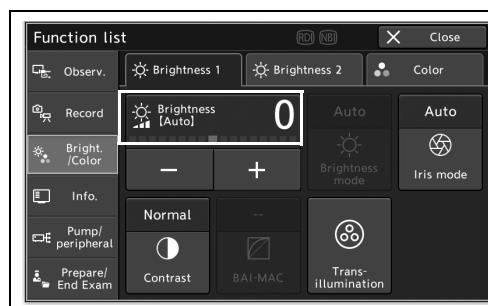 Function list
RDI NBI
Close
Observ.
Brightness 1
Brightness 2
Color
Record
Brightness
[Auto]
0
Auto
Brightness
mode
Auto
Iris mode
Bright.
/Color
Info.
Normal
Contrast
--
BAI-MAC
Trans-
illumination
Pump/
peripheral
Prepare/
End Exam